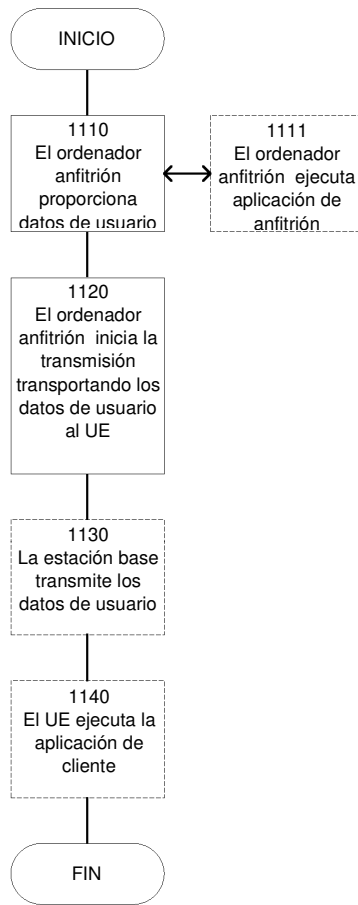 INICIO
1110
El ordenador
anfitrión
proporciona
datos de usuario
1111
El ordenador
anfitrión ejecuta
aplicación de
anfitrión
1120
El ordenador
anfitrión inicia la
transmisión
transportando los
datos de usuario
al UE
1130
La estación base
transmite los
datos de usuario
1140
El UE ejecuta la
aplicación de
cliente
FIN